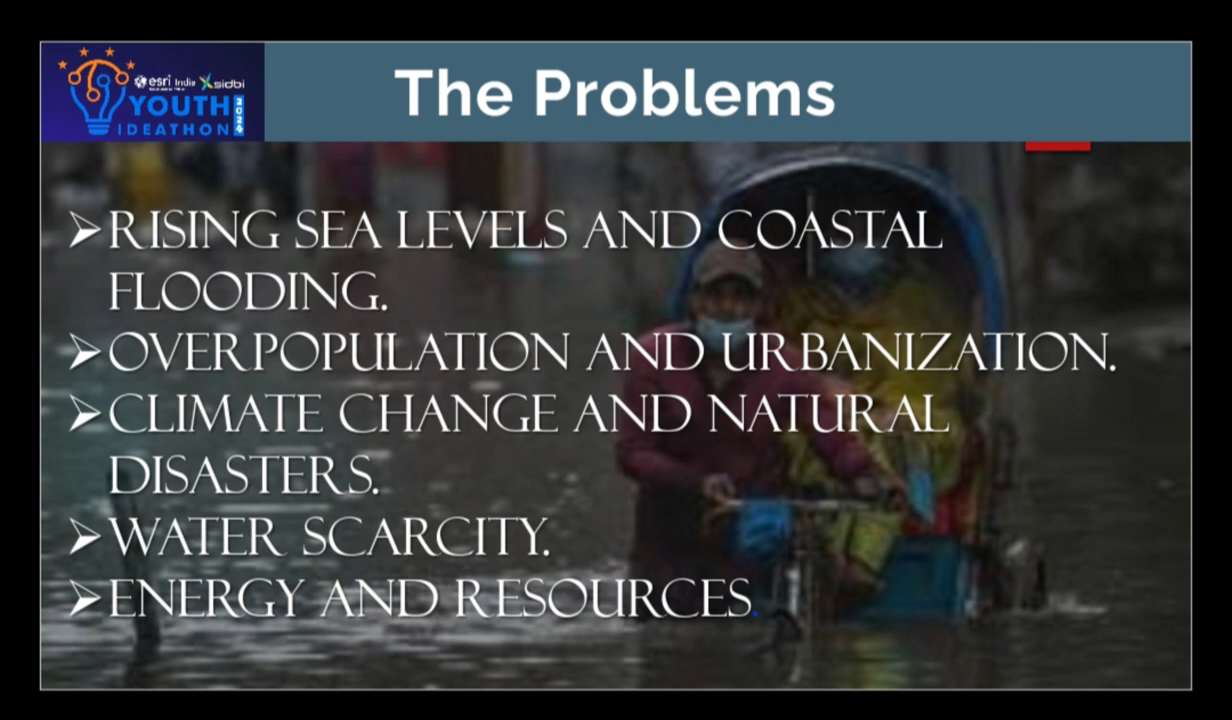 esri India
sidbi
YOUTH
2024
IDEATHON
The Problems
➢RISING SEA LEVELS AND COASTAL
FLOODING.
➢OVERPOPULATION AND URBANIZATION.
➢CLIMATE CHANGE AND NATURAL
DISASTERS.
➢WATER SCARCITY.
➢ENERGY AND RESOURCES.